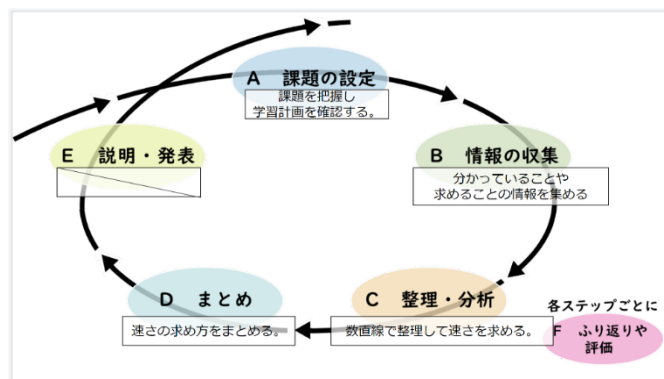 A 課題の設定
課題を把握し
学習計画を確認する。
B 情報の収集
分かっていることや
求めることの情報を集める
C 整理・分析
数直線で整理して速さを求める。
D まとめ
速さの求め方をまとめる。
E 説明・発表
各ステップごとに
F ふり返りや
評価